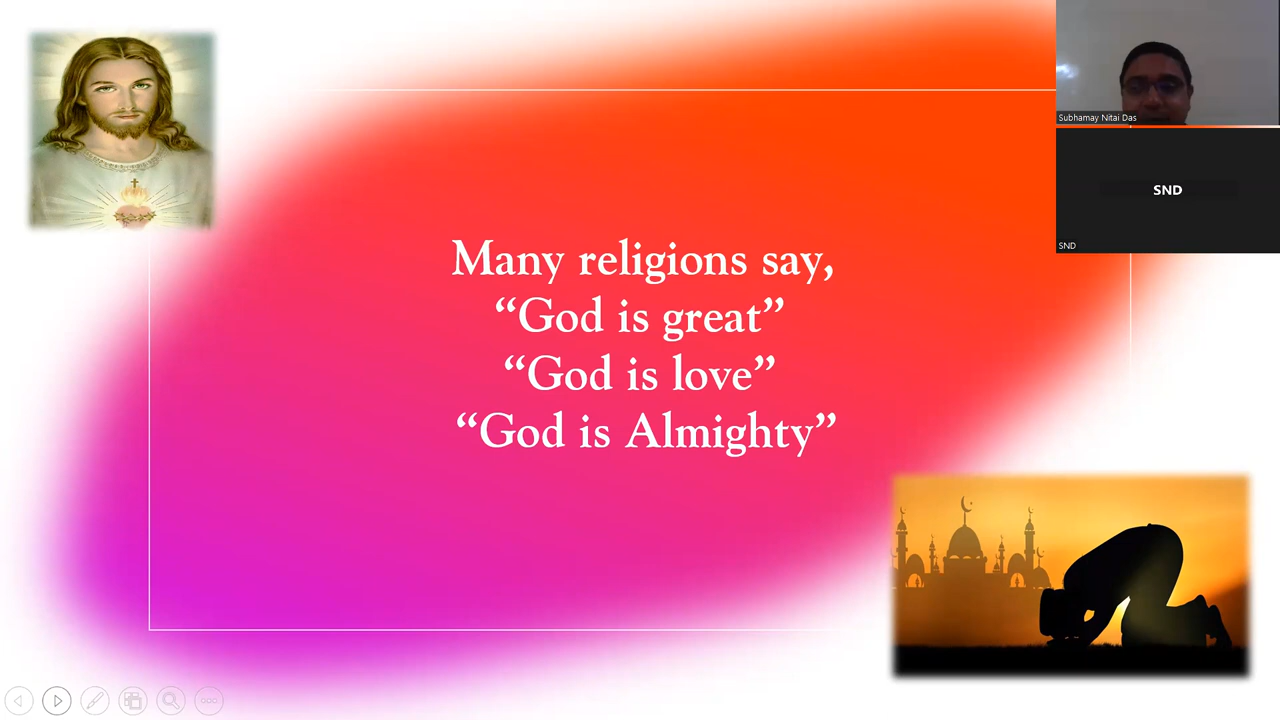 Many religions say,
“God is great”
“God is love”
“God is Almighty”
Subhamay Nitai Das
SND
SND